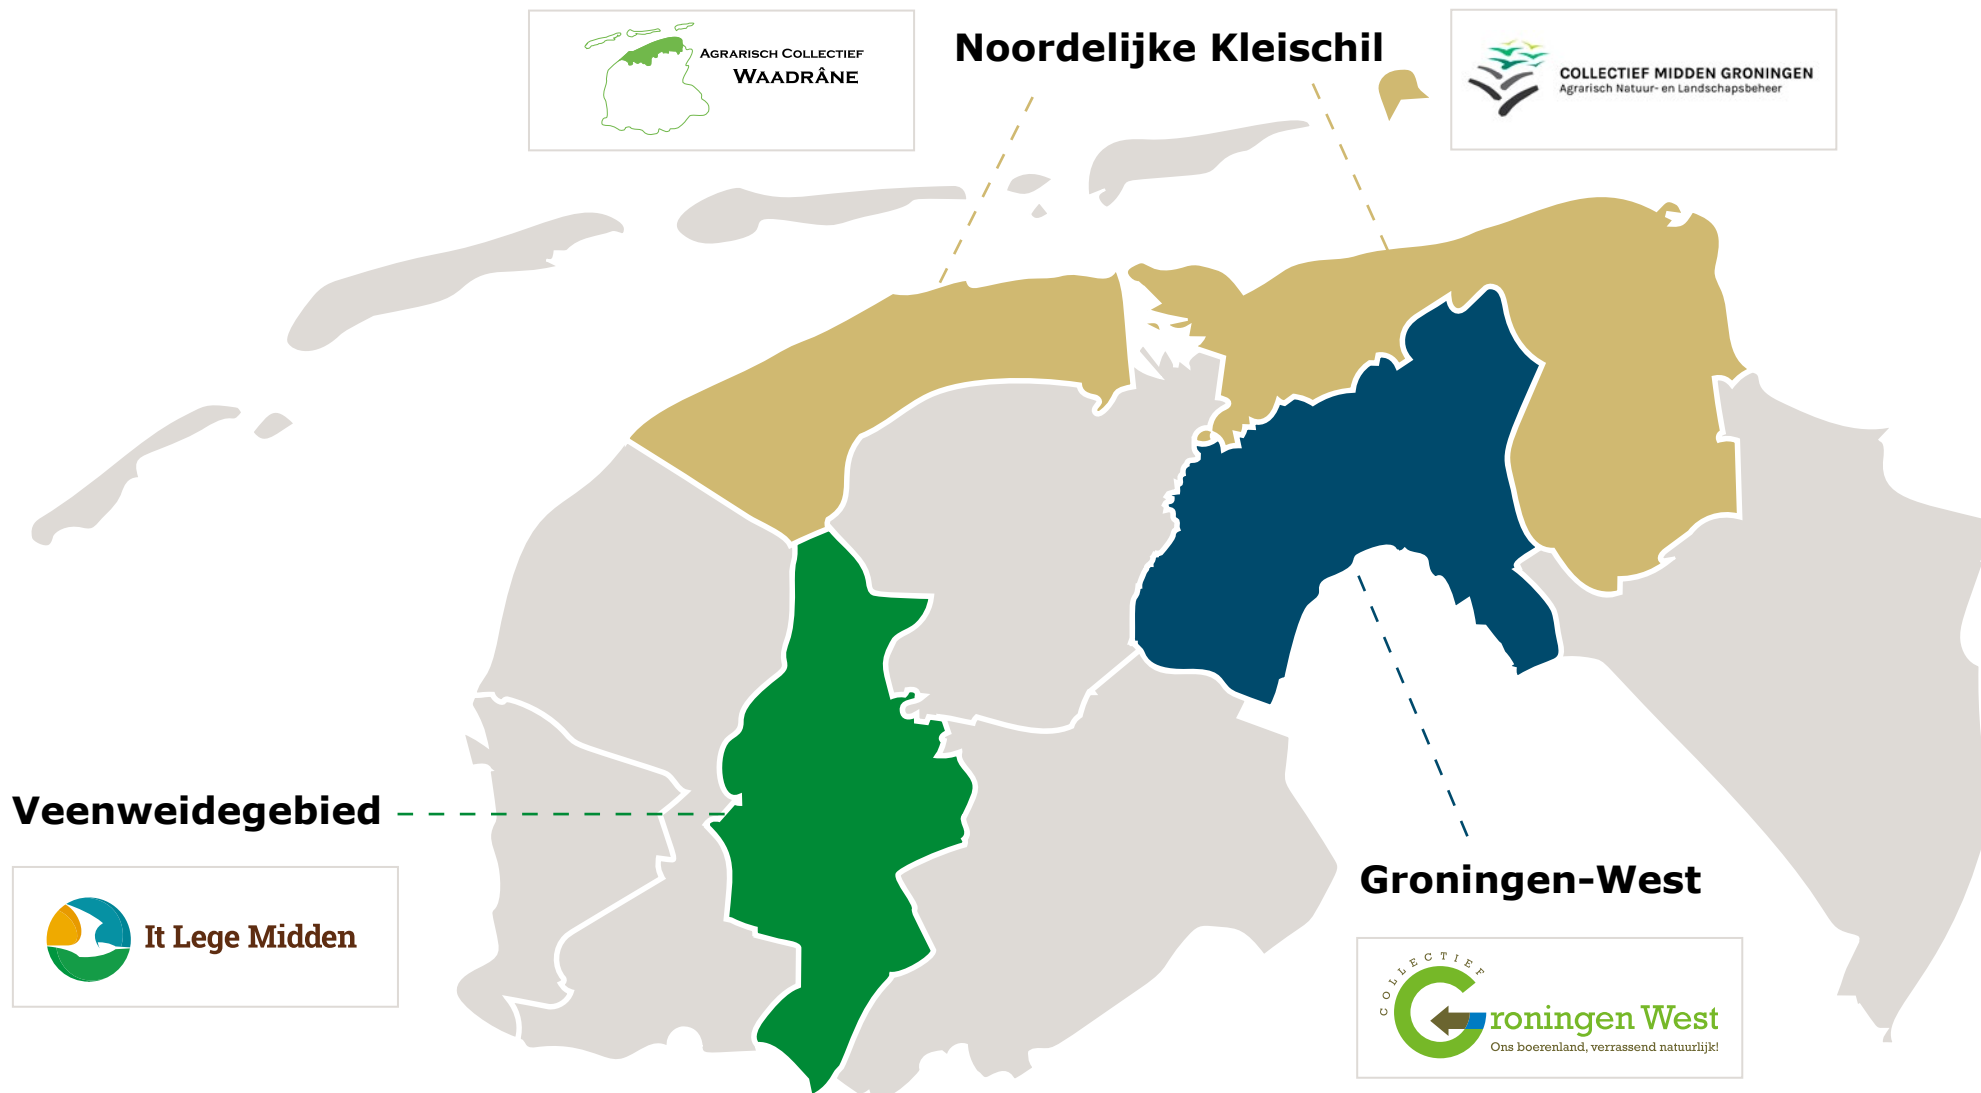 AGRARISCH COLLECTIEF
WAADRÂNE
Noordelijke Kleischil
COLLECTIEF MIDDEN GRONINGEN
Agrarisch Natuur- en Landschapsbeheer
Veenweidegebied
It Lege Midden
Groningen-West
COLLECTIEF
Groningen West
Ons boerenland, verrassend natuurlijk!